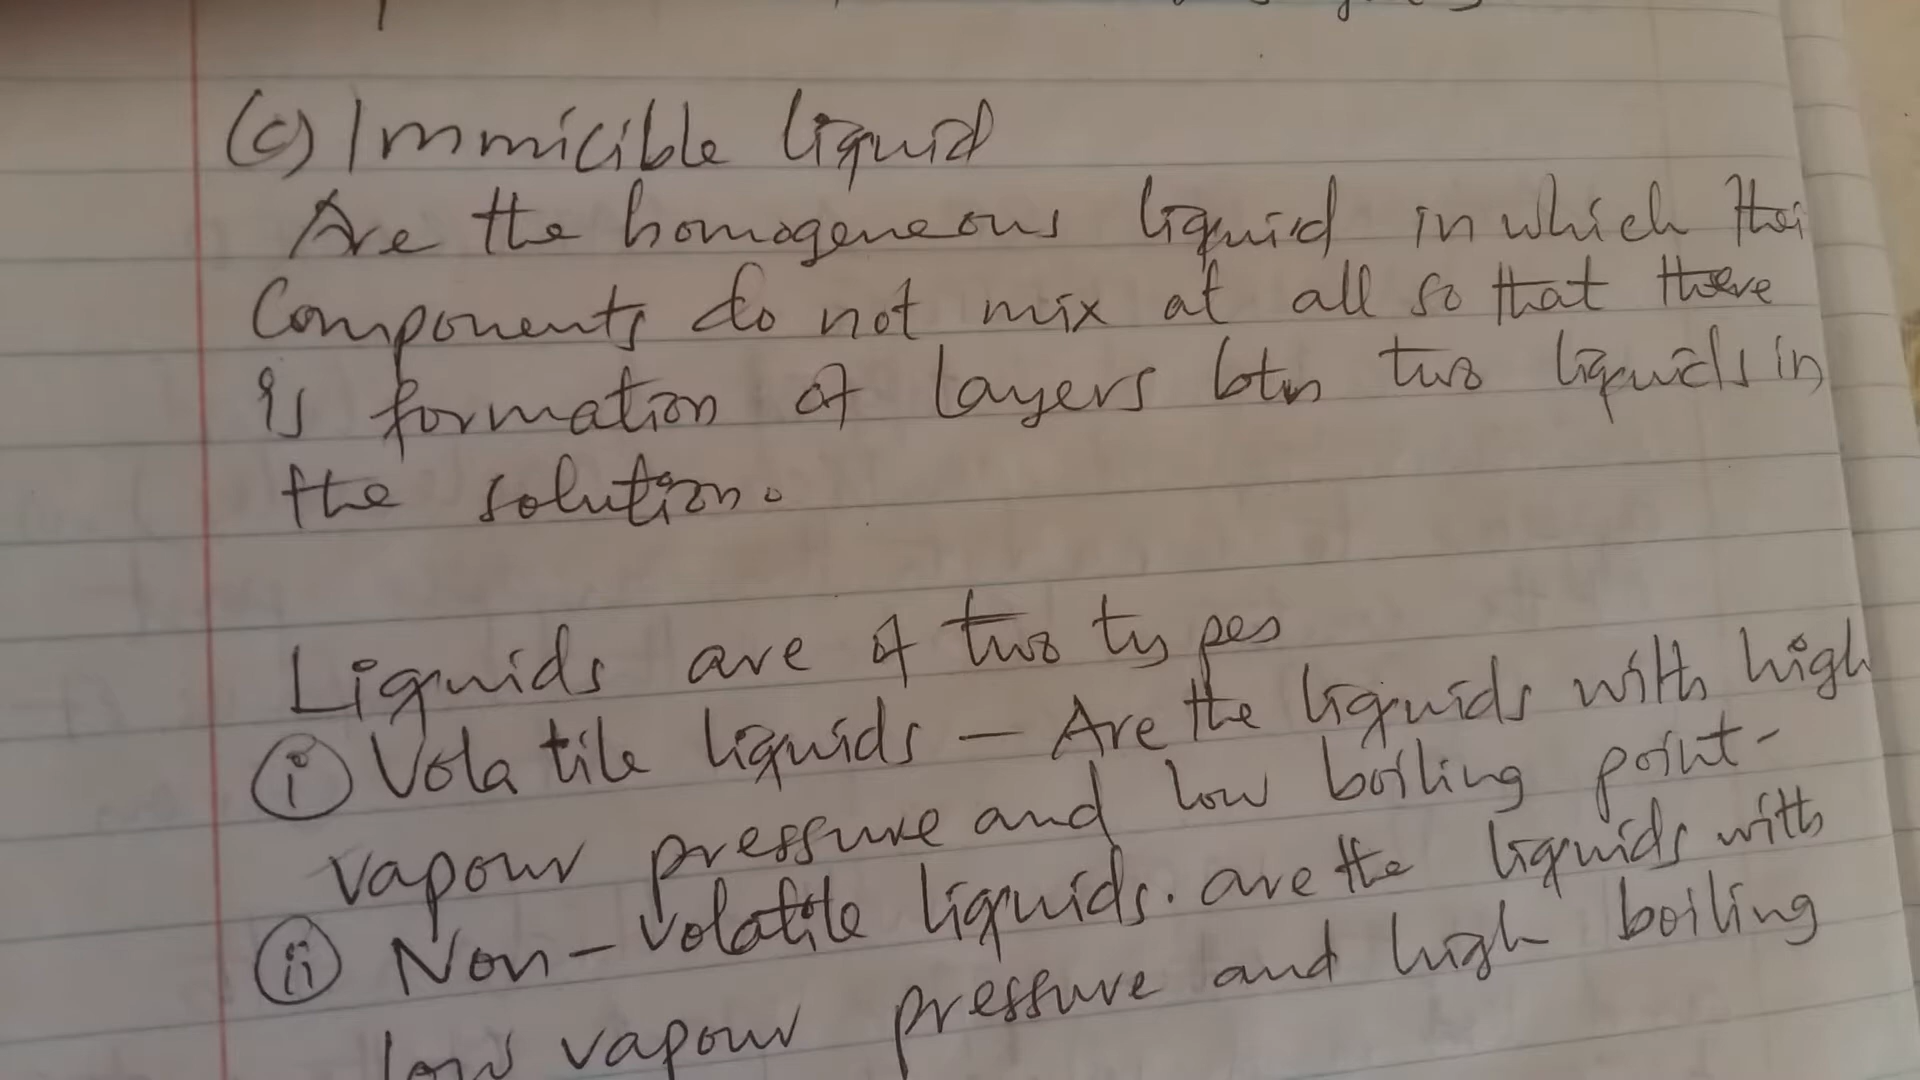 (c) Immicible liquid
Are the homogeneous liquid in which thei
Components do not mix at all so that there
is formation of layers btn two liquids in
the solution.
Liquids are of two types
(i) Volatile liquids - Are the liquids with high
vapour pressure and low boiling point-
(ii) Non-volatile liquids. are the liquids with
low vapour pressure and high boiling